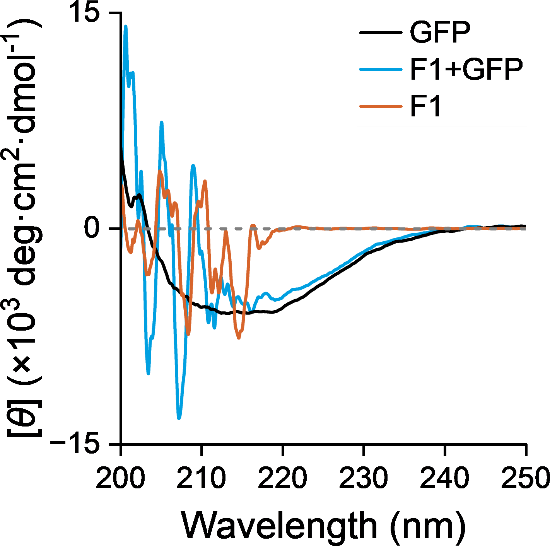 15
GFP
F1+GFP
F1
0
−15
[θ] (×10³ deg·cm²·dmol⁻¹)
200 210 220 230 240 250
Wavelength (nm)